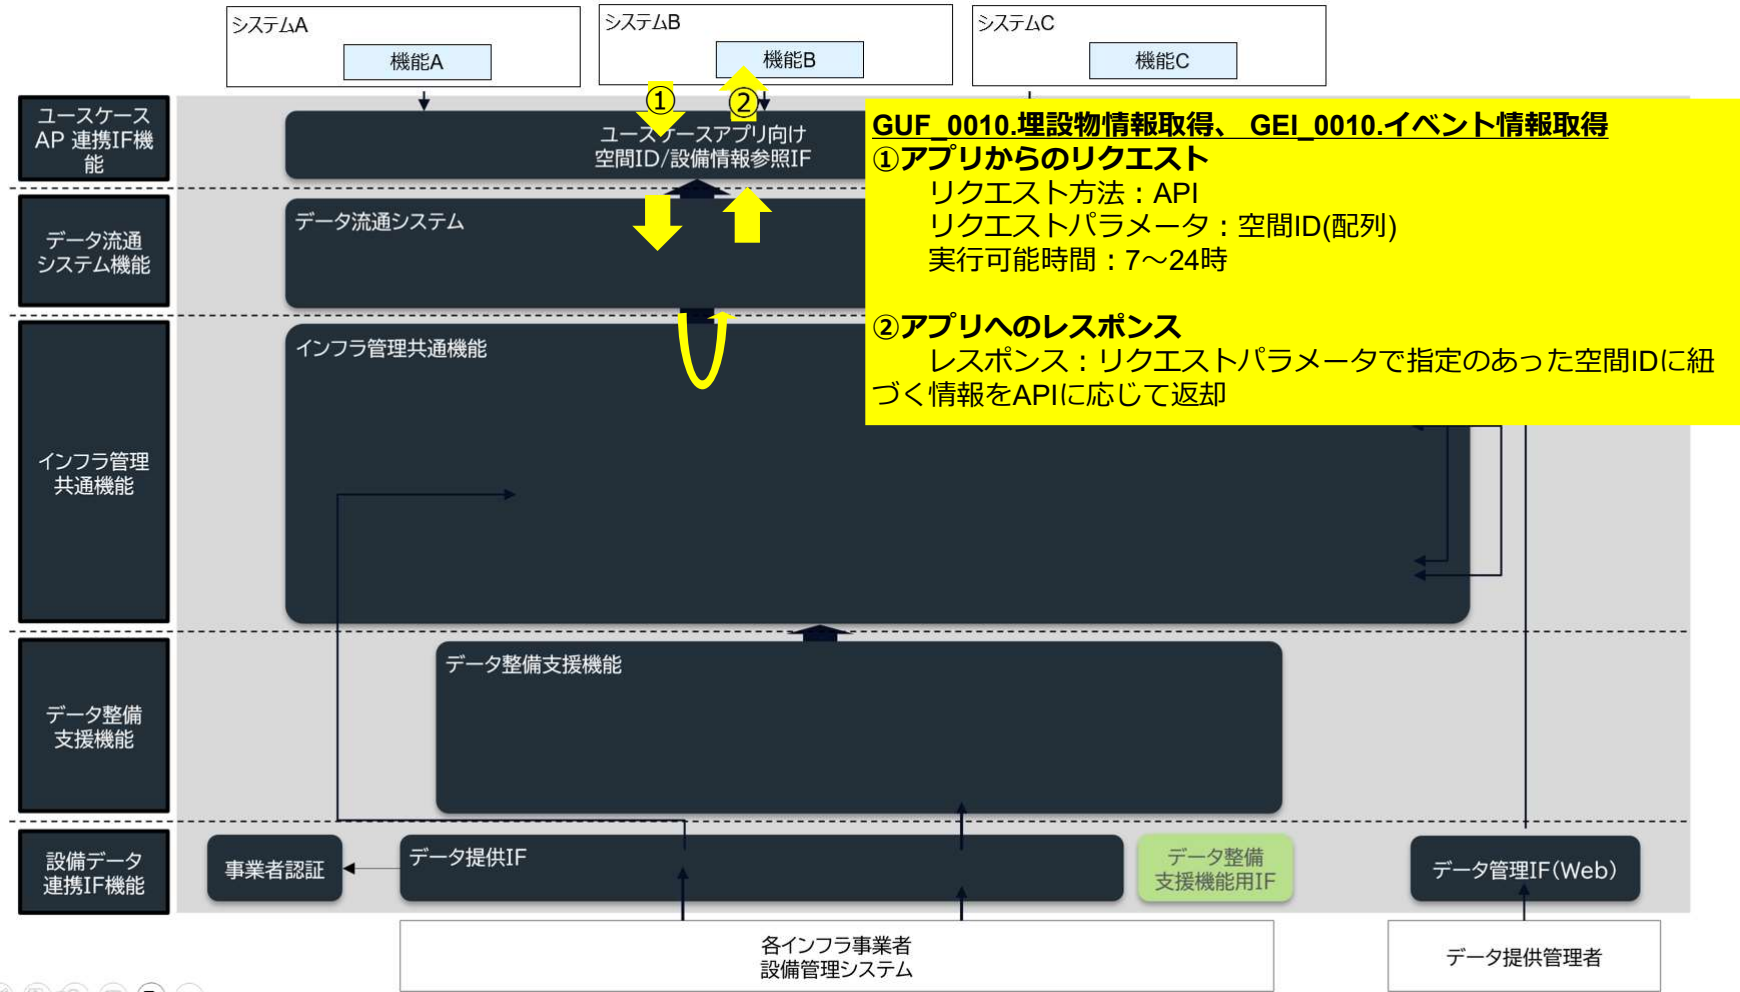 システムA
機能A
システムB
機能B
システムC
機能C
ユースケース
AP 連携IF機
能
①
②
ユースケースアプリ向け
空間ID/設備情報参照IF
GUF_0010.埋設物情報取得、 GEI_0010.イベント情報取得
①アプリからのリクエスト
リクエスト方法：API
リクエストパラメータ：空間ID(配列)
実行可能時間：7～24時
②アプリへのレスポンス
レスポンス：リクエストパラメータで指定のあった空間IDに紐
づく情報をAPIに応じて返却
データ流通
システム機能
データ流通システム
インフラ管理
共通機能
インフラ管理共通機能
データ整備
支援機能
データ整備支援機能
設備データ
連携IF機能
事業者認証
データ提供IF
データ整備
支援機能用IF
データ管理IF(Web)
各インフラ事業者
設備管理システム
データ提供管理者